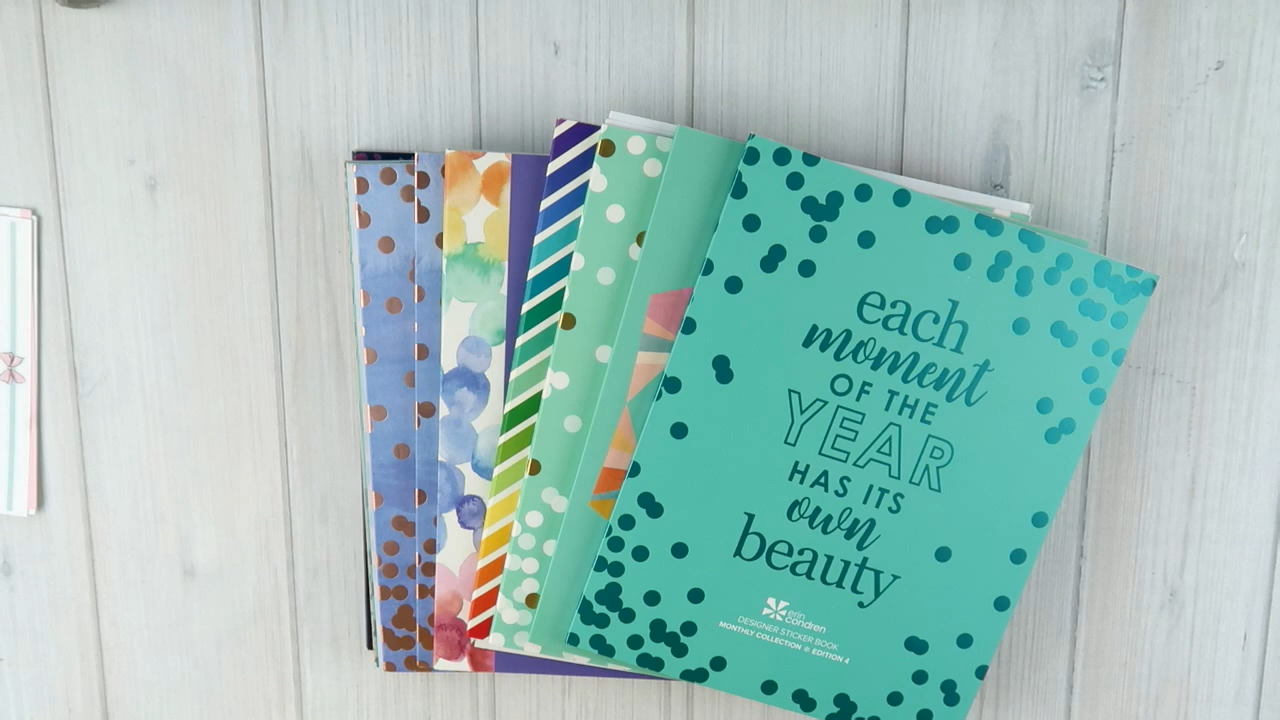 each
moment
OF THE
YEAR
HAS ITS
own
beauty
erin
condren
DESIGNER STICKER BOOK
MONTHLY COLLECTION ❋ EDITION 4